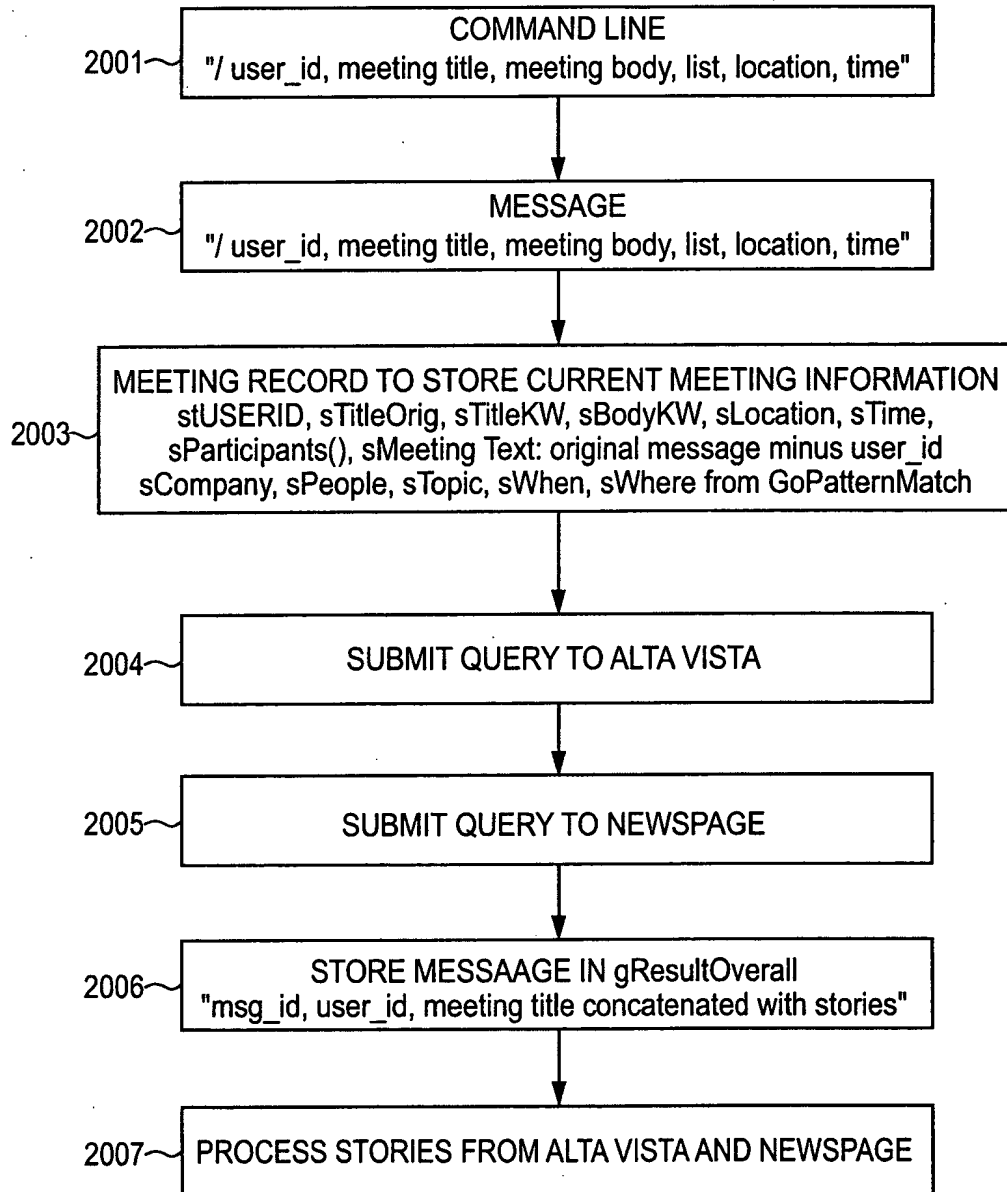 COMMAND LINE
2001
"/ user_id, meeting title, meeting body, list, location, time"
MESSAGE
2002
"/ user_id, meeting title, meeting body, list, location, time"
MEETING RECORD TO STORE CURRENT MEETING INFORMATION
stUSERID, sTitleOrig, sTitleKW, sBodyKW, sLocation, sTime,
2003
sParticipants(), sMeeting Text: original message minus user_id
sCompany, sPeople, sTopic, sWhen, sWhere from GoPatternMatch
2004
SUBMIT QUERY TO ALTA VISTA
2005
SUBMIT QUERY TO NEWSPAGE
STORE MESSAAGE IN gResultOverall
2006
"msg_id, user_id, meeting title concatenated with stories"
2007
PROCESS STORIES FROM ALTA VISTA AND NEWSPAGE